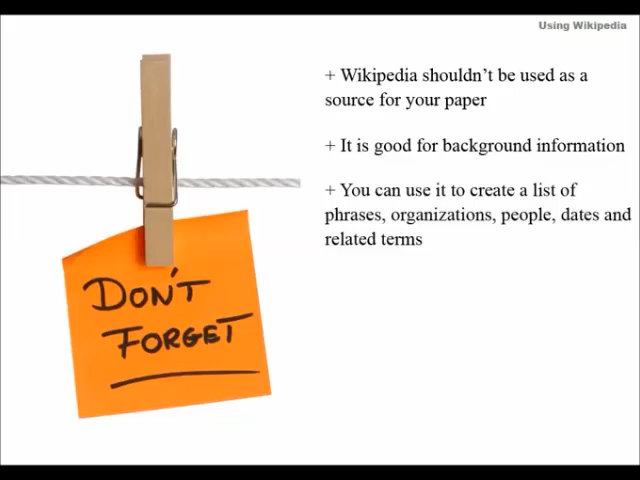 Using Wikipedia
+ Wikipedia shouldn't be used as a
source for your paper
+ It is good for background information
+ You can use it to create a list of
phrases, organizations, people, dates and
related terms
DON'T
FORGET